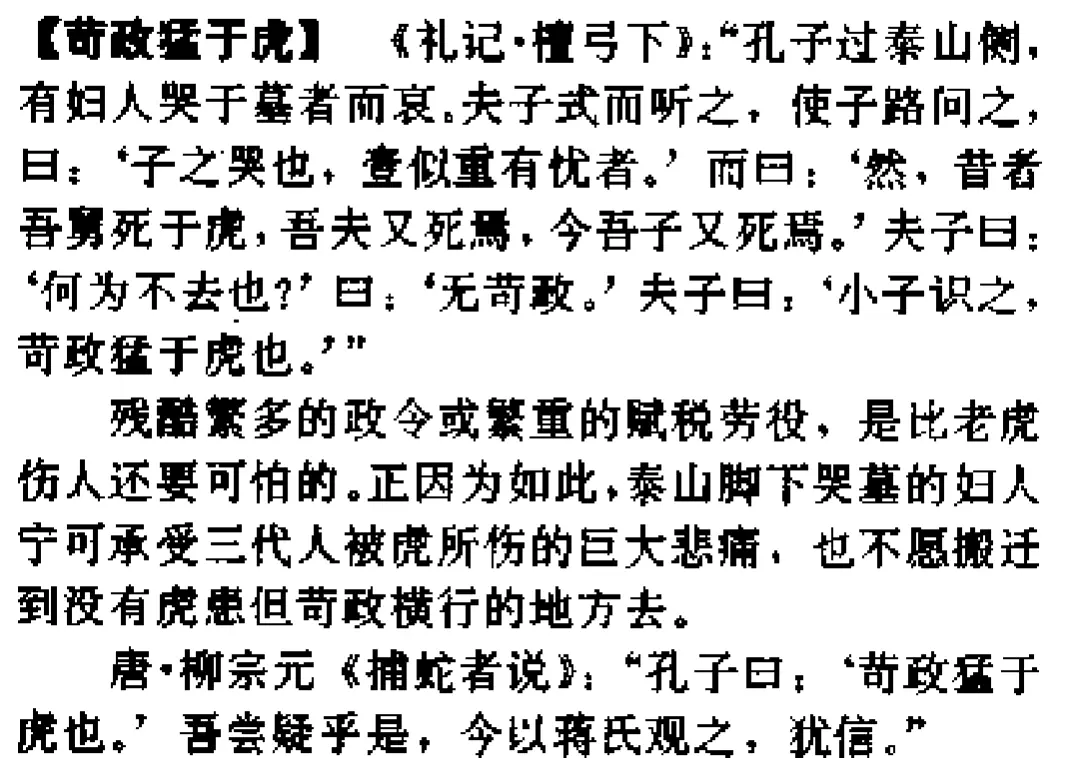 【苛政猛于虎】 《礼记·檀弓下》：“孔子过泰山侧，
有妇人哭于墓者而哀。夫子式而听之，使子路问之，
曰：‘子之哭也，壹似重有忧者。’而曰：‘然，昔者
吾舅死于虎，吾夫又死焉，今吾子又死焉。’夫子曰：
‘何为不去也？’曰：‘无苛政。’夫子曰：‘小子识之，
苛政猛于虎也。’”
残酷繁多的政令或繁重的赋税劳役，是比老虎
伤人还要可怕的。正因为如此，泰山脚下哭墓的妇人
宁可承受三代人被虎所伤的巨大悲痛，也不愿搬迁
到没有虎患但苛政横行的地方去。
唐·柳宗元《捕蛇者说》：“孔子曰：‘苛政猛于
虎也。’吾尝疑乎是，今以蒋氏观之，犹信。”